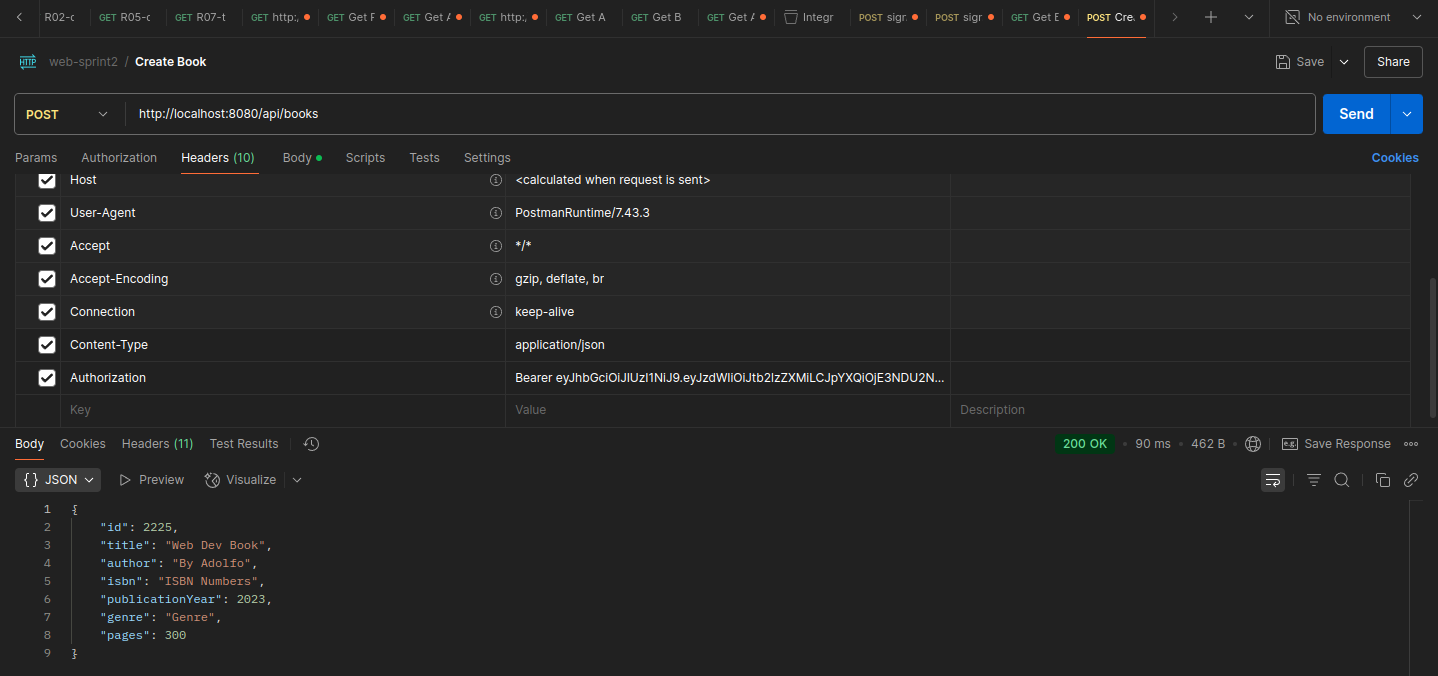 R02-c GET R05-c GET R07-t GET http:, GET Get F GET Get A GET http:, GET Get A GET Get B GET Get A Integr POST sigr POST sigr GET Get E POST Cre. No environment
HTTP web-sprint2 / Create Book Save Share
POST http://localhost:8080/api/books Send
Params Authorization Headers (10) Body Scripts Tests Settings Cookies
Host <calculated when request is sent>
User-Agent PostmanRuntime/7.43.3
Accept */*
Accept-Encoding gzip, deflate, br
Connection keep-alive
Content-Type application/json
Authorization Bearer eyJhbGciOiJIUzI1NiJ9.eyJzdWIiOiJtb2lzZXMiLCJpYXQiOjE3NDU2N...
Key Value Description
Body Cookies Headers (11) Test Results 200 OK • 90 ms • 462 B e.g. Save Response
{} JSON Preview Visualize
1 {
2 "id": 2225,
3 "title": "Web Dev Book",
4 "author": "By Adolfo",
5 "isbn": "ISBN Numbers",
6 "publicationYear": 2023,
7 "genre": "Genre",
8 "pages": 300
9 }